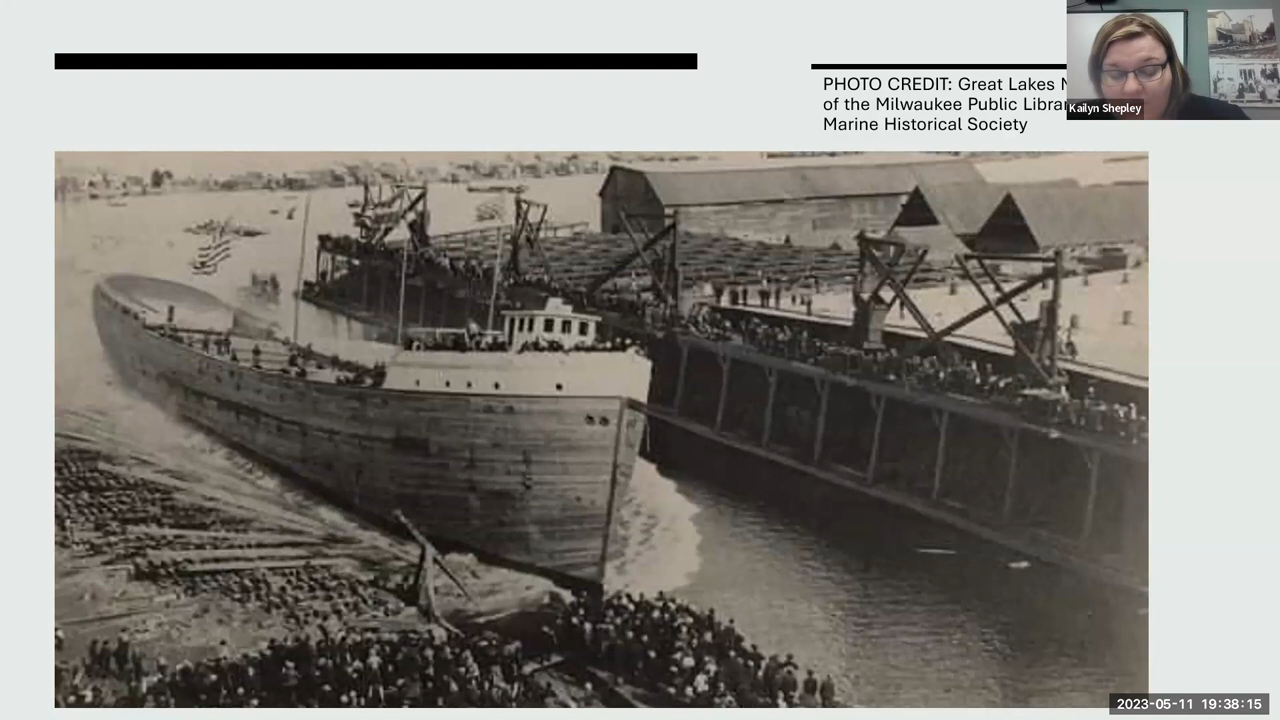 PHOTO CREDIT: Great Lakes
of the Milwaukee Public
Marine Historical Society
Kailyn Shepley
2023-05-11 19:38:15